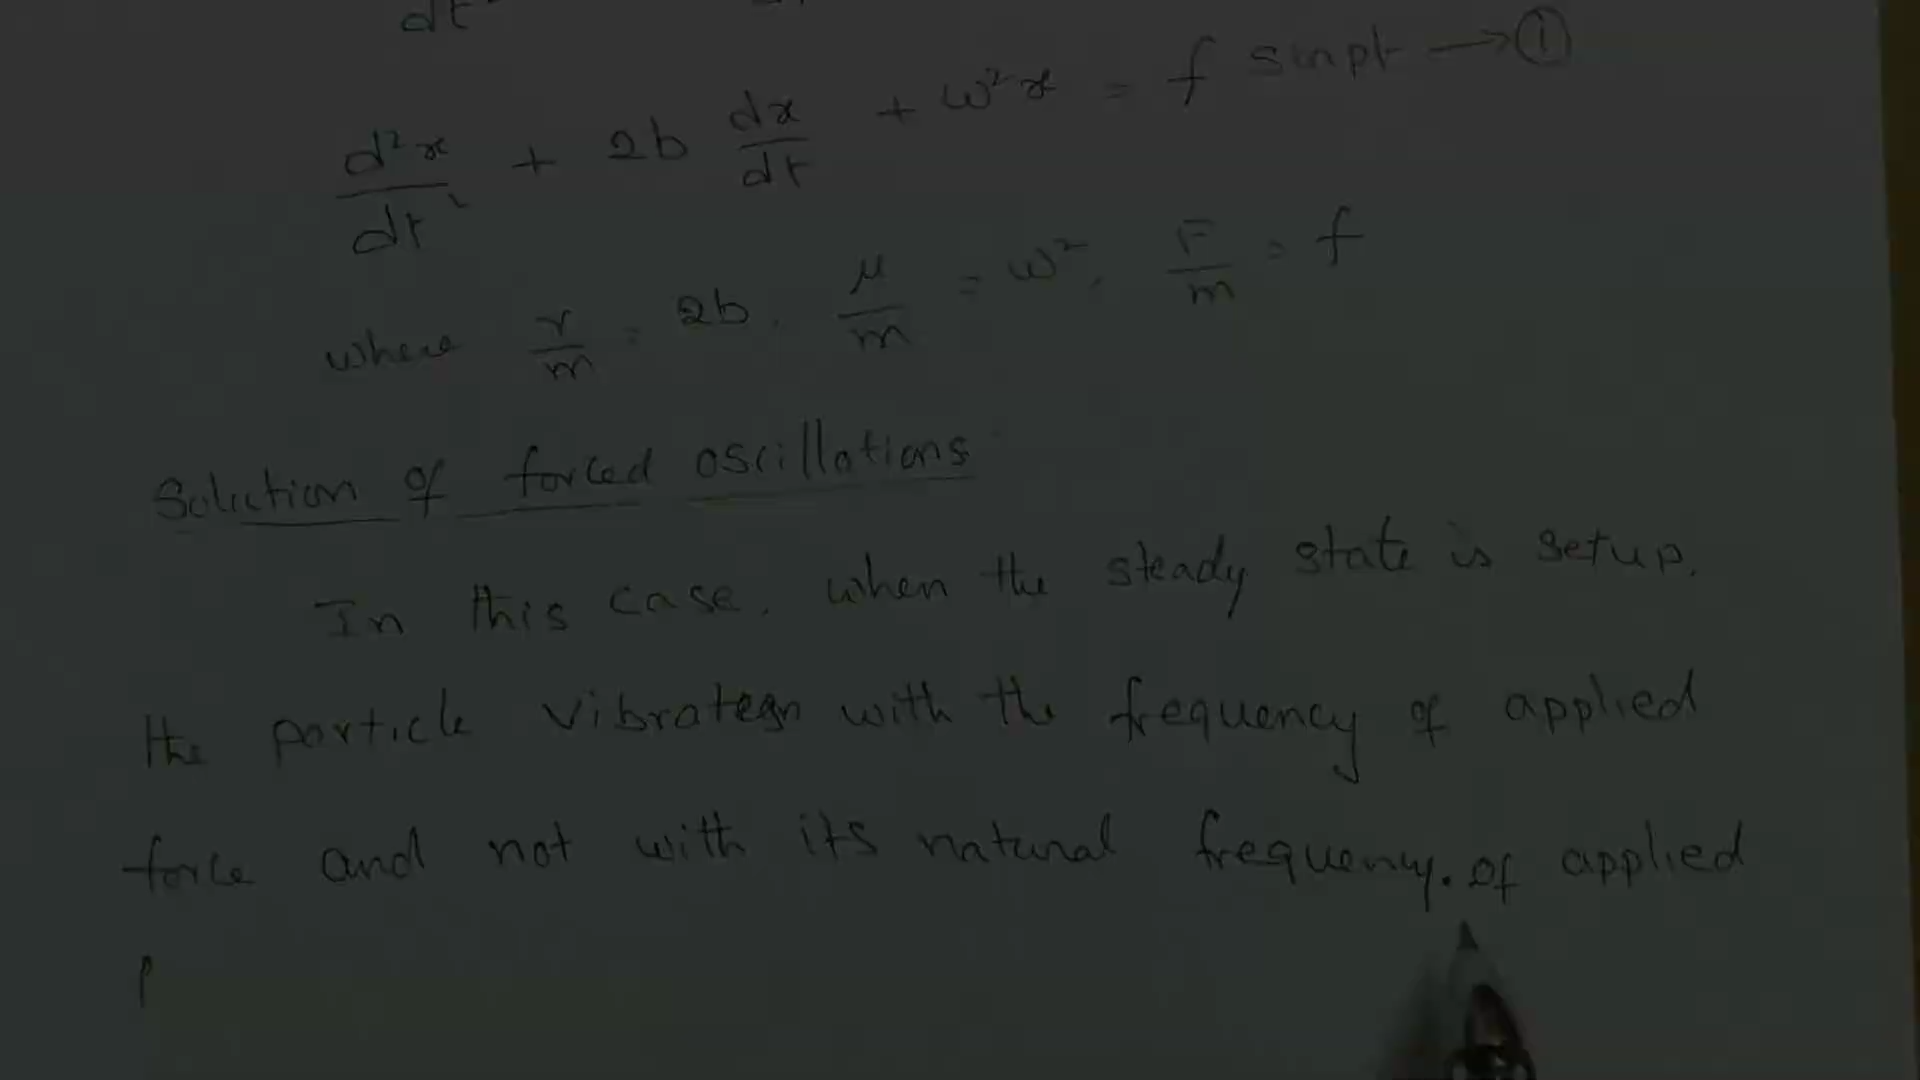 dt
d²x/dt² + 2b dx/dt + ω²x = f sinpt → ①
where r/m = 2b, μ/m = ω², F/m = f
Solution of forced oscillations
In this case, when the steady state is setup,
the particle with the frequency of applied
force and not with its natural frequency. of applied